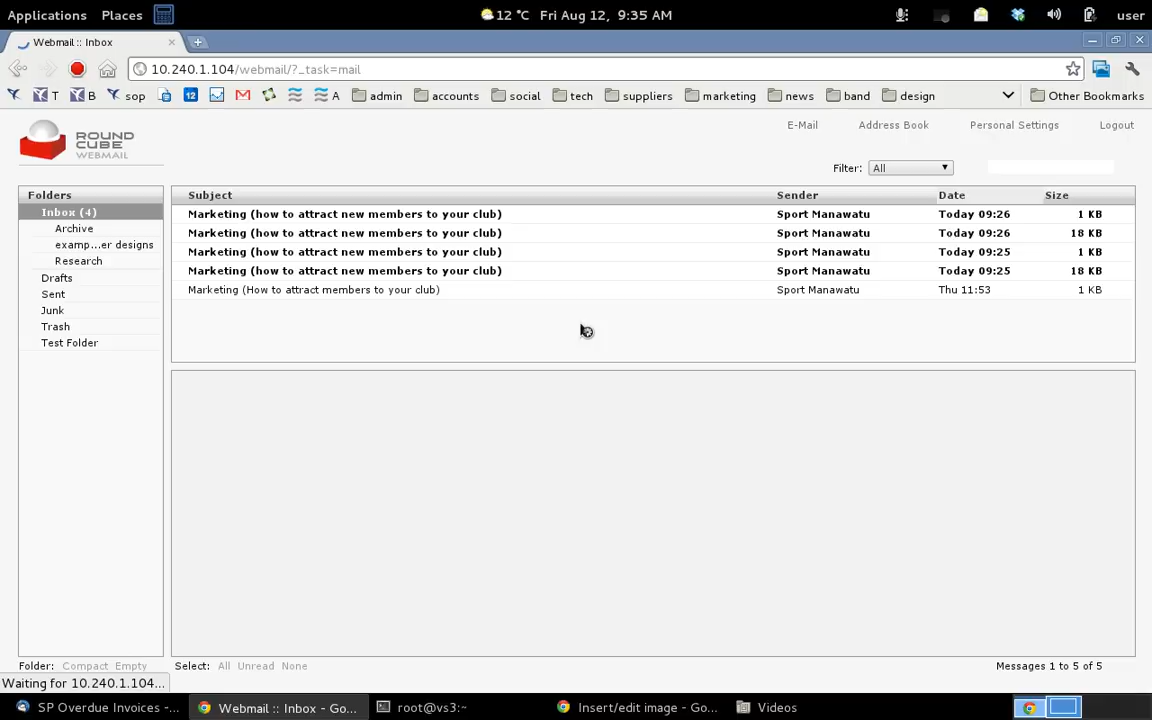 Applications Places 12 °C Fri Aug 12, 9:35 AM user
Webmail :: Inbox
10.240.1.104/webmail/?_task=mail
T B sop 12 A admin accounts social tech suppliers marketing news band design Other Bookmarks
ROUND CUBE WEBMAIL
E-Mail Address Book Personal Settings Logout
Filter: All
Folders
Inbox (4)
Archive
examp...er designs
Research
Drafts
Sent
Junk
Trash
Test Folder
Subject Sender Date Size
Marketing (how to attract new members to your club) Sport Manawatu Today 09:26 1 KB
Marketing (how to attract new members to your club) Sport Manawatu Today 09:26 18 KB
Marketing (how to attract new members to your club) Sport Manawatu Today 09:25 1 KB
Marketing (how to attract new members to your club) Sport Manawatu Today 09:25 18 KB
Marketing (How to attract members to your club) Sport Manawatu Thu 11:53 1 KB
Folder: Compact Empty Select: All Unread None Messages 1 to 5 of 5
Waiting for 10.240.1.104...
SP Overdue Invoices -... Webmail :: Inbox - Go... root@vs3:~ Insert/edit image - Go... Videos